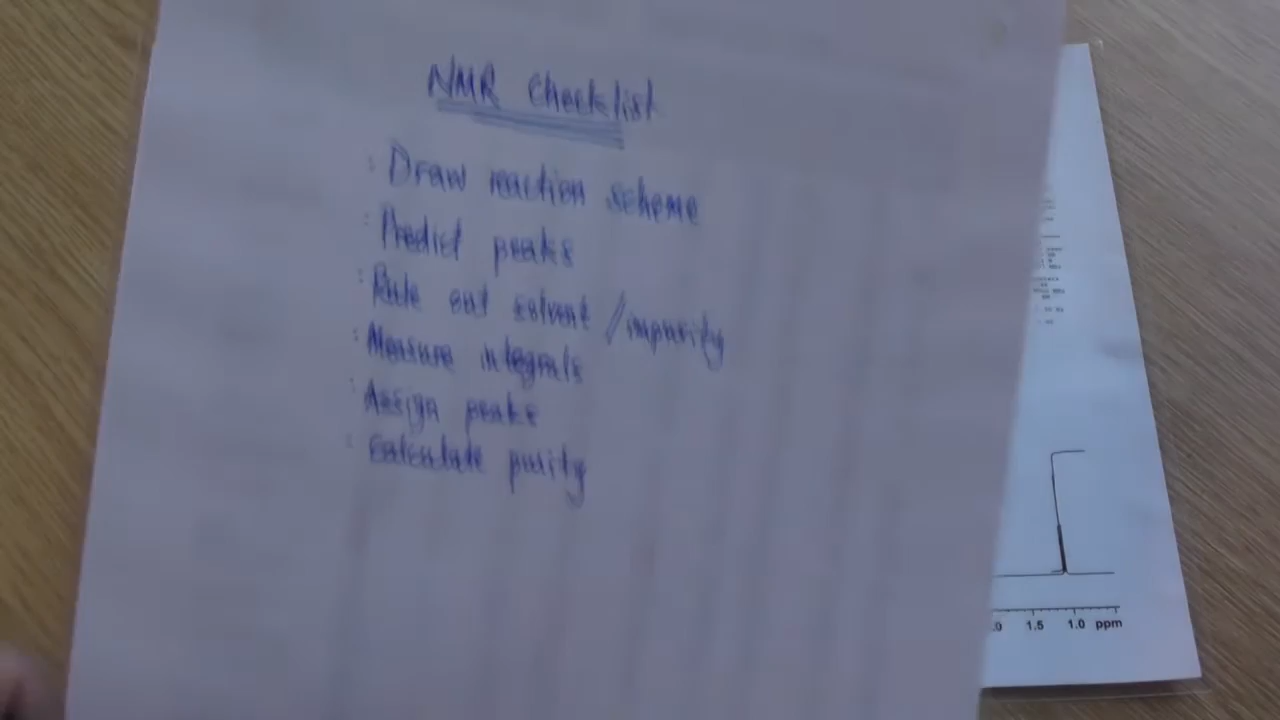 NMR Checklist
· Draw reaction scheme
· Predict peaks
· Rule out solvent / impurity
· Measure integrals
· Assign peaks
· Calculate purity
.0 1.5 1.0 ppm